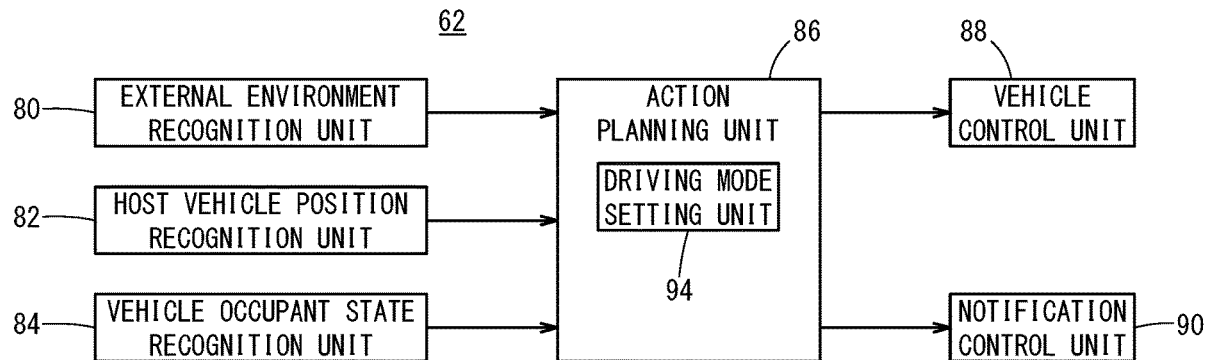 62
86
88
80
EXTERNAL ENVIRONMENT
RECOGNITION UNIT
ACTION
PLANNING UNIT
VEHICLE
CONTROL UNIT
82
HOST VEHICLE POSITION
RECOGNITION UNIT
DRIVING MODE
SETTING UNIT
94
84
VEHICLE OCCUPANT STATE
RECOGNITION UNIT
NOTIFICATION
CONTROL UNIT
90